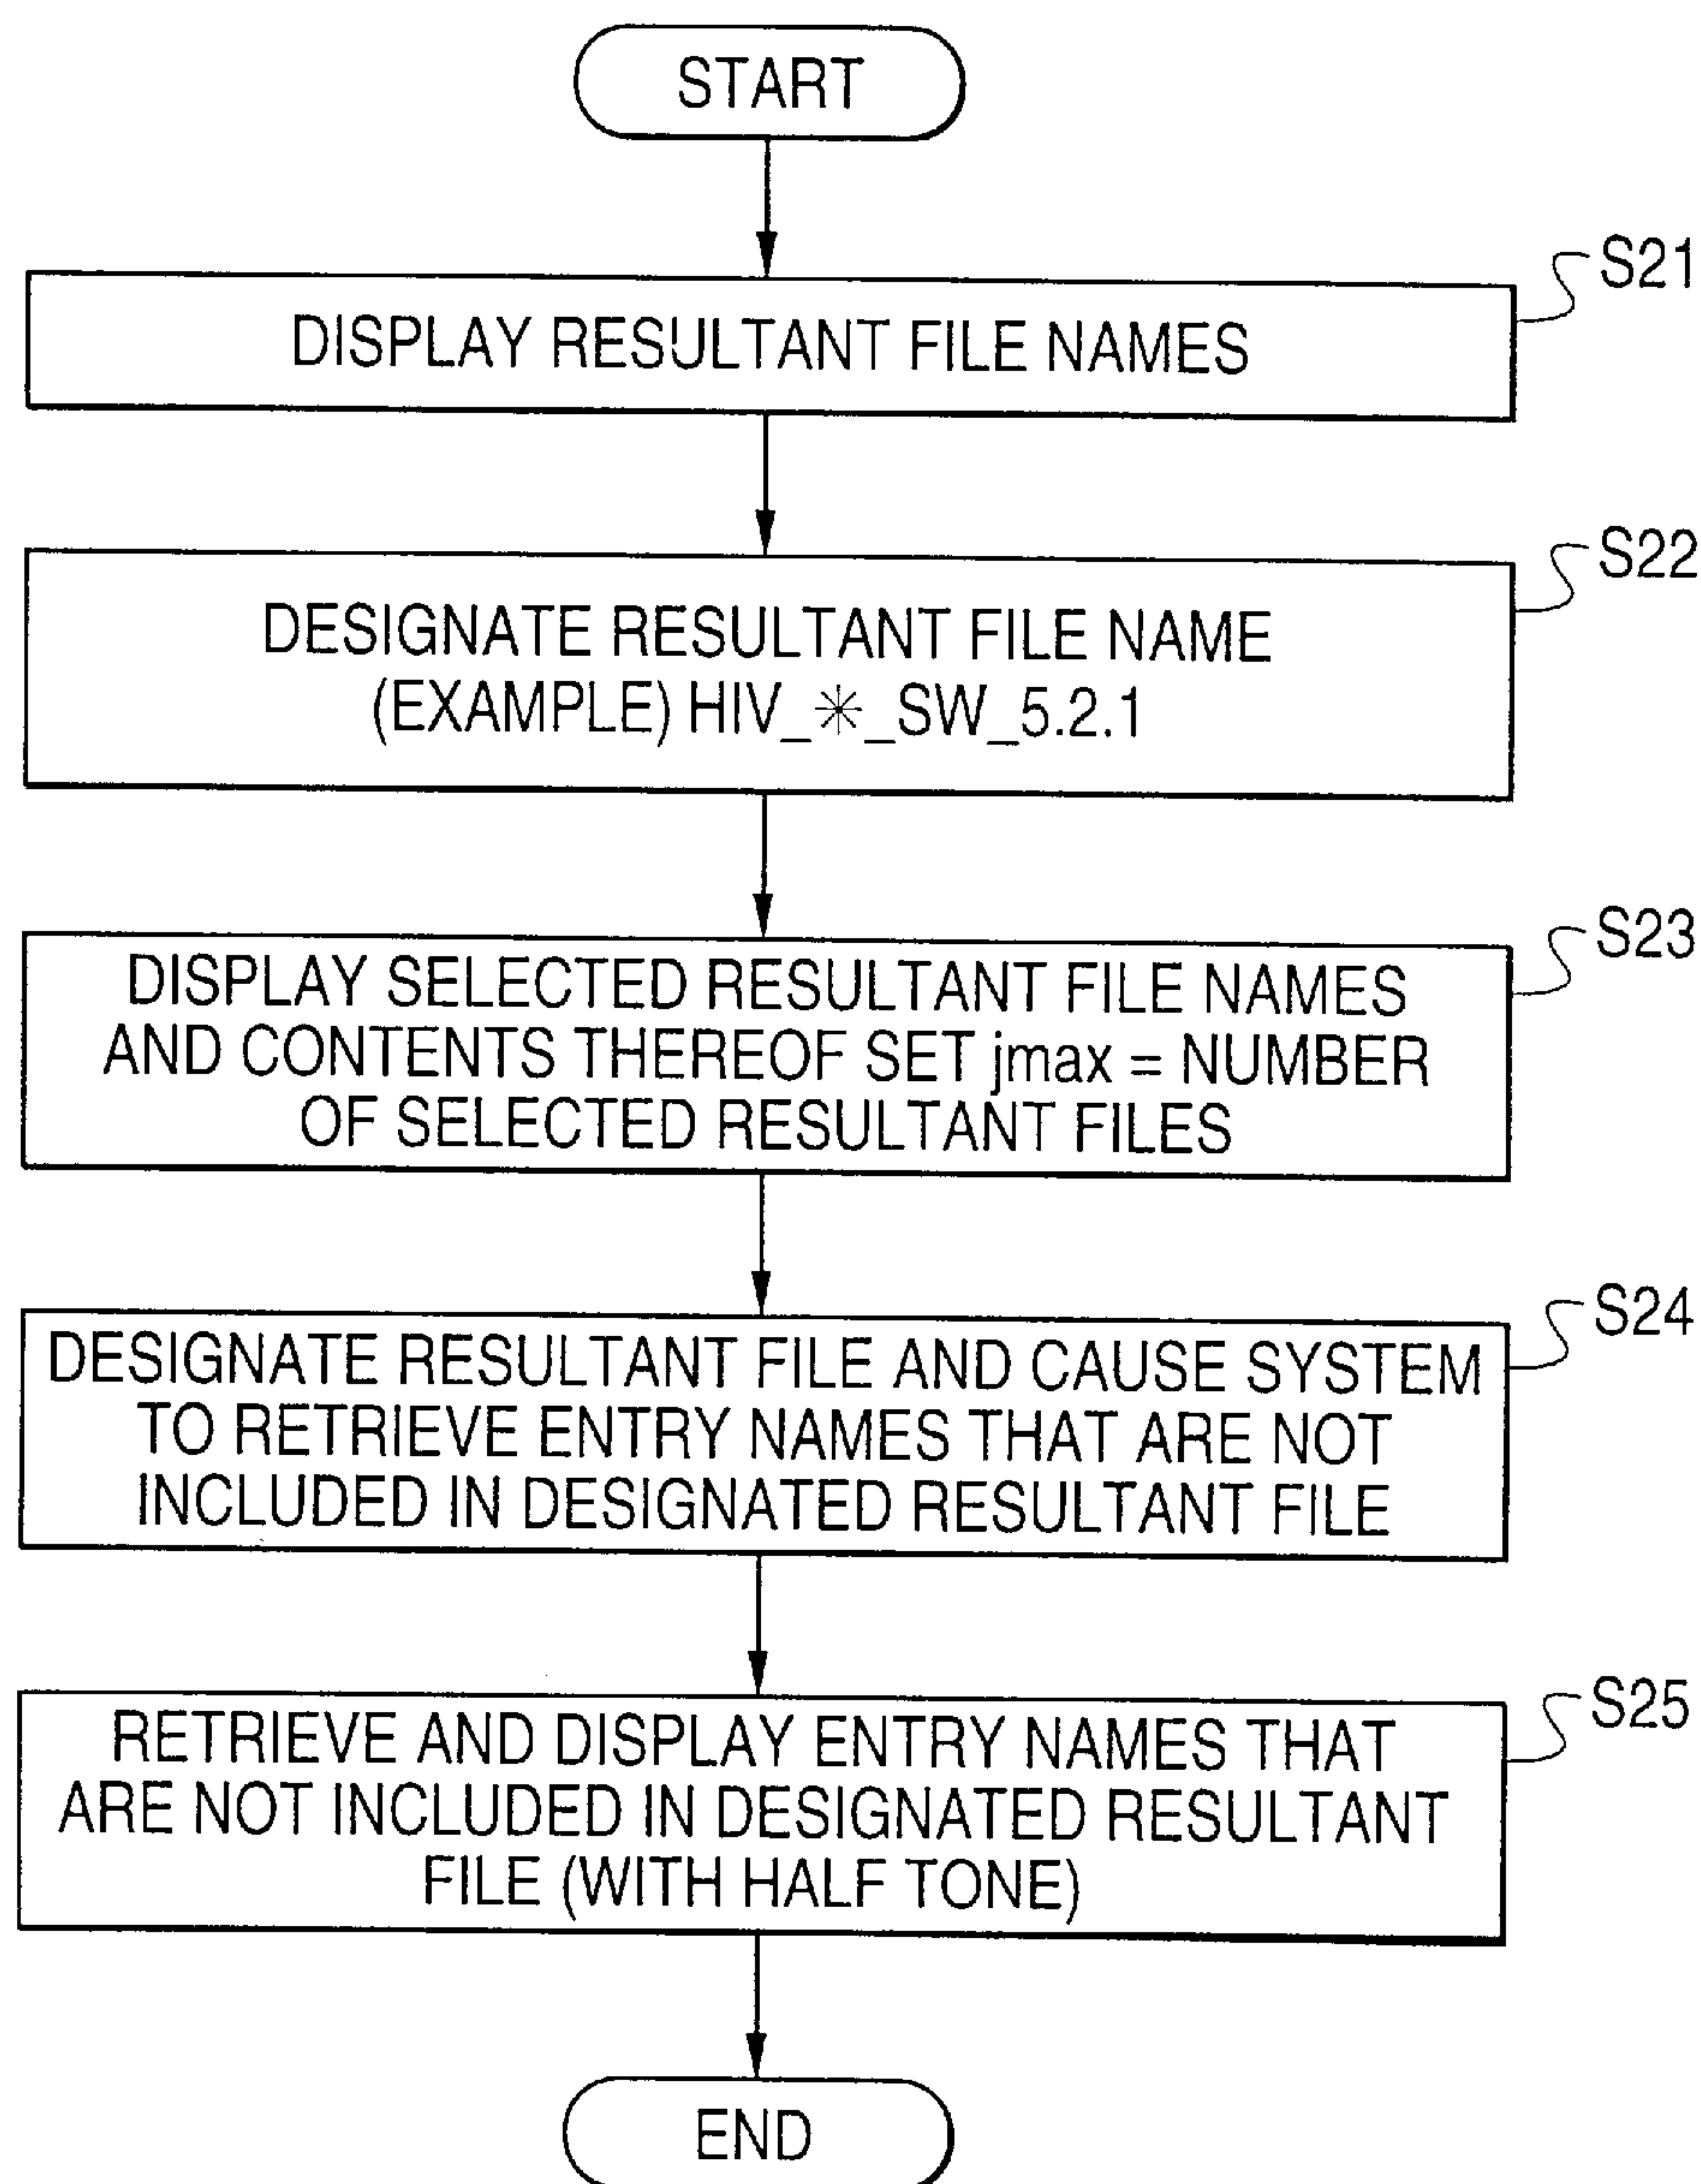 START
S21
DISPLAY RESULTANT FILE NAMES
S22
DESIGNATE RESULTANT FILE NAME
(EXAMPLE) HIV_*_SW_5.2.1
S23
DISPLAY SELECTED RESULTANT FILE NAMES
AND CONTENTS THEREOF SET jmax = NUMBER
OF SELECTED RESULTANT FILES
S24
DESIGNATE RESULTANT FILE AND CAUSE SYSTEM
TO RETRIEVE ENTRY NAMES THAT ARE NOT
INCLUDED IN DESIGNATED RESULTANT FILE
S25
RETRIEVE AND DISPLAY ENTRY NAMES THAT
ARE NOT INCLUDED IN DESIGNATED RESULTANT
FILE (WITH HALF TONE)
END